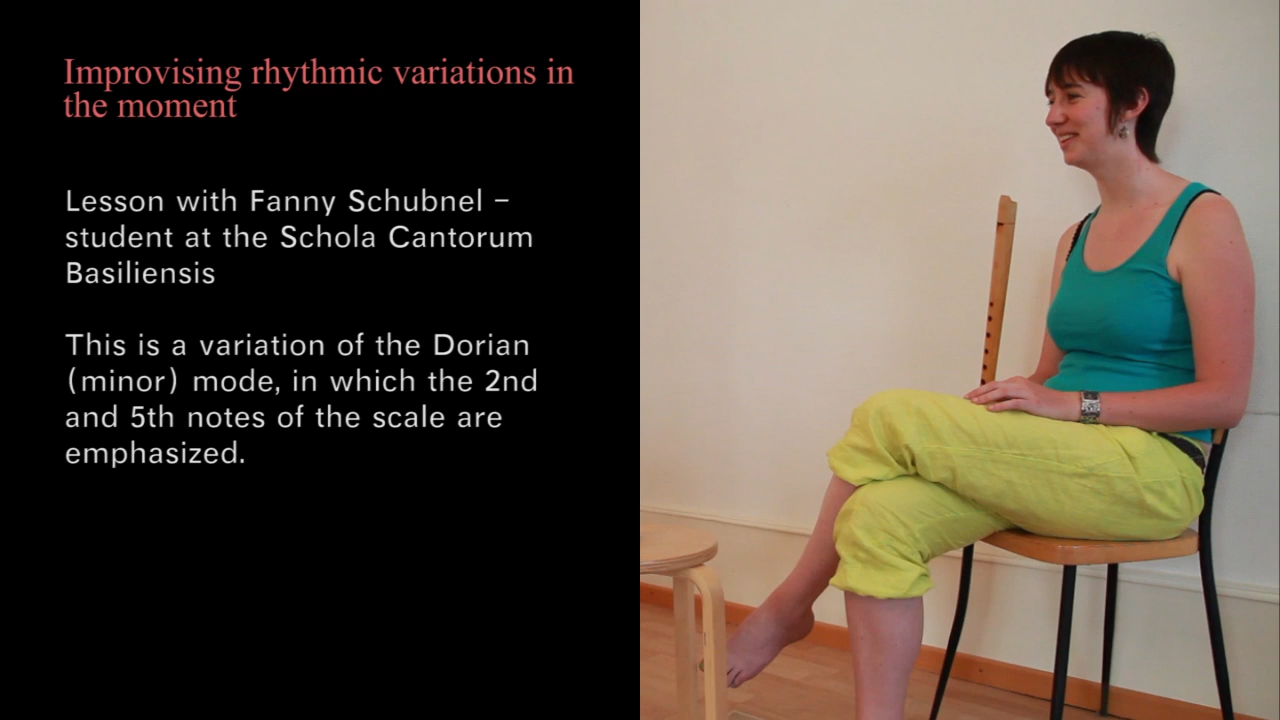 Improvising rhythmic variations in
the moment
Lesson with Fanny Schubnel –
student at the Schola Cantorum
Basiliensis
This is a variation of the Dorian
(minor) mode, in which the 2nd
and 5th notes of the scale are
emphasized.